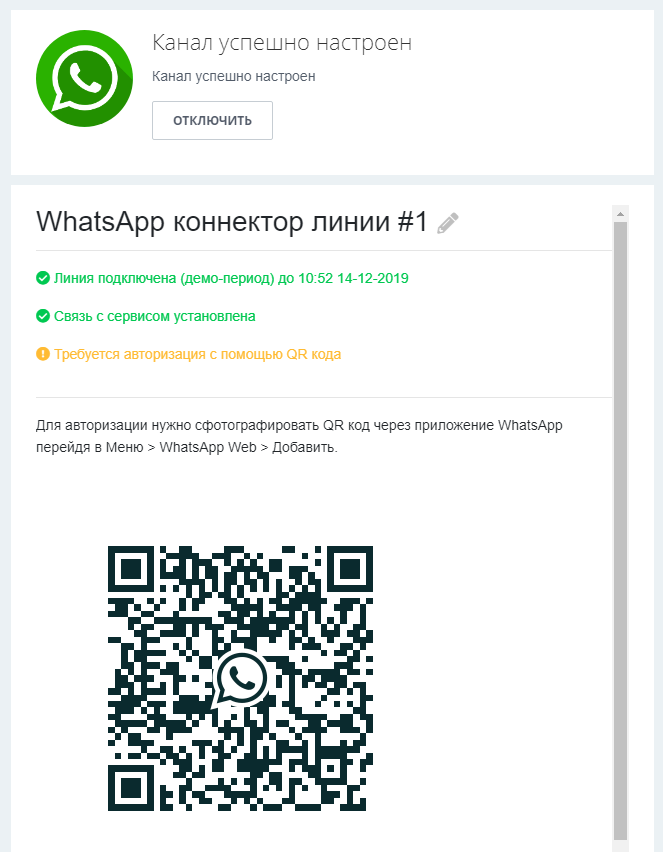 Канал успешно настроен
Канал успешно настроен
ОТКЛЮЧИТЬ
WhatsApp коннектор линии #1
Линия подключена (демо-период) до 10:52 14-12-2019
Связь с сервисом установлена
Требуется авторизация с помощью QR кода
Для авторизации нужно сфотографировать QR код через приложение WhatsApp
перейдя в Меню > WhatsApp Web > Добавить.